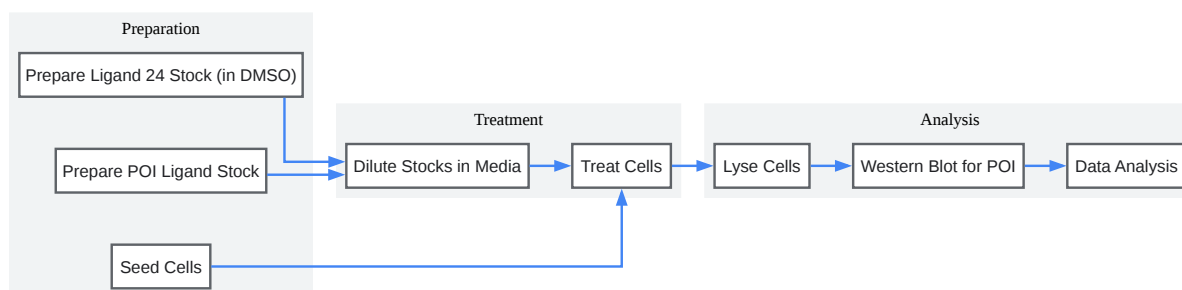 Preparation
Prepare Ligand 24 Stock (in DMSO)
Prepare POI Ligand Stock
Seed Cells
Treatment
Dilute Stocks in Media
Treat Cells
Analysis
Lyse Cells
Western Blot for POI
Data Analysis